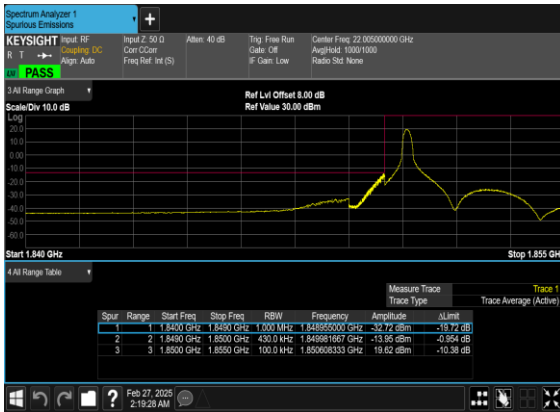 Spectrum Analyzer 1
Spurious Emissions
KEYSIGHT
R T
LM PASS
Input: RF
Coupling: DC
Align: Auto
Input Z: 50 Ω
Corr CCorr
Freq Ref: Int (S)
Atten: 40 dB
Trig: Free Run
Gate: Off
IF Gain: Low
Center Freq: 22.005000000 GHz
Avg|Hold: 1000/1000
Radio Std: None
3 All Range Graph
Scale/Div 10.0 dB
Ref Lvl Offset 8.00 dB
Ref Value 30.00 dBm
Log
20.0
10.0
0.00
-10.0
-20.0
-30.0
-40.0
-50.0
-60.0
Start 1.840 GHz Stop 1.855 GH
4 All Range Table
Measure Trace Trace 1
Trace Type Trace Average (Active)
Spur Range Start Freq Stop Freq RBW Frequency Amplitude ΔLimit
1 1 1.8400 GHz 1.8490 GHz 1.000 MHz 1.848955000 GHz -32.72 dBm -19.72 dB
2 2 1.8490 GHz 1.8500 GHz 430.0 kHz 1.849981667 GHz -13.95 dBm -0.954 dB
3 3 1.8500 GHz 1.8550 GHz 100.0 kHz 1.850608333 GHz 19.62 dBm -10.38 dB
Feb 27, 2025
2:19:28 AM